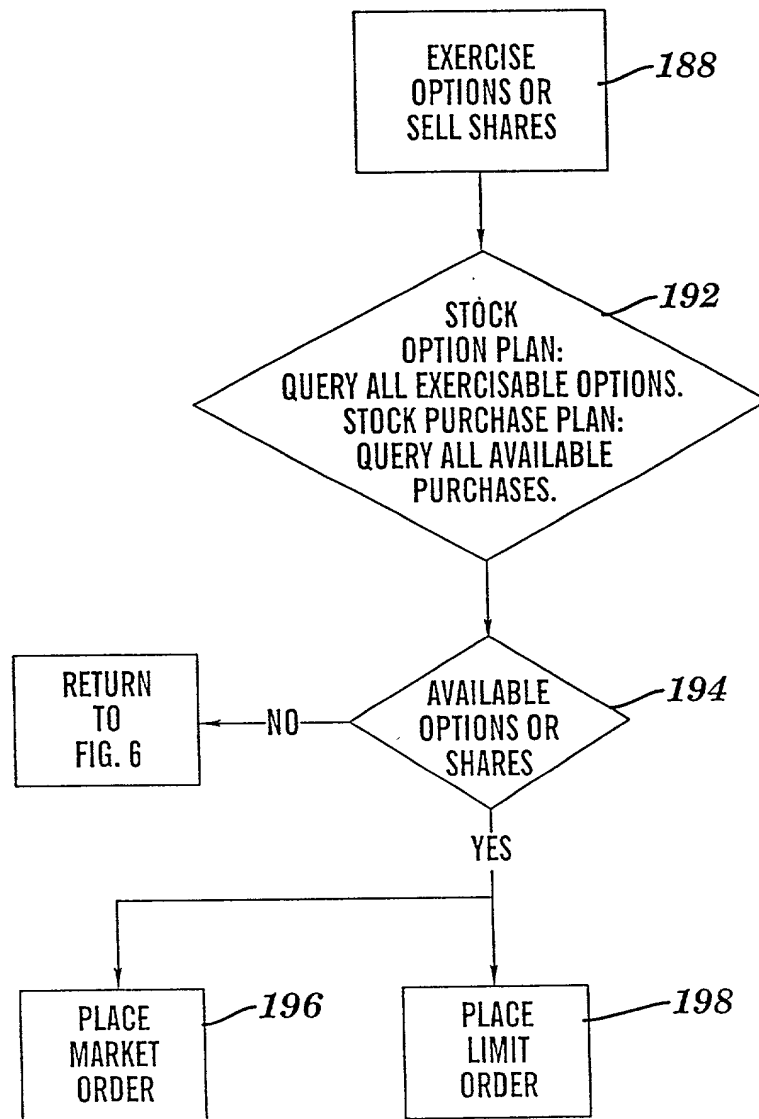 EXERCISE
OPTIONS OR
SELL SHARES
188
192
STOCK
OPTION PLAN:
QUERY ALL EXERCISABLE OPTIONS.
STOCK PURCHASE PLAN:
QUERY ALL AVAILABLE
PURCHASES.
194
AVAILABLE
OPTIONS OR
SHARES
NO
RETURN
TO
FIG. 6
YES
PLACE
MARKET
ORDER
196
PLACE
LIMIT
ORDER
198